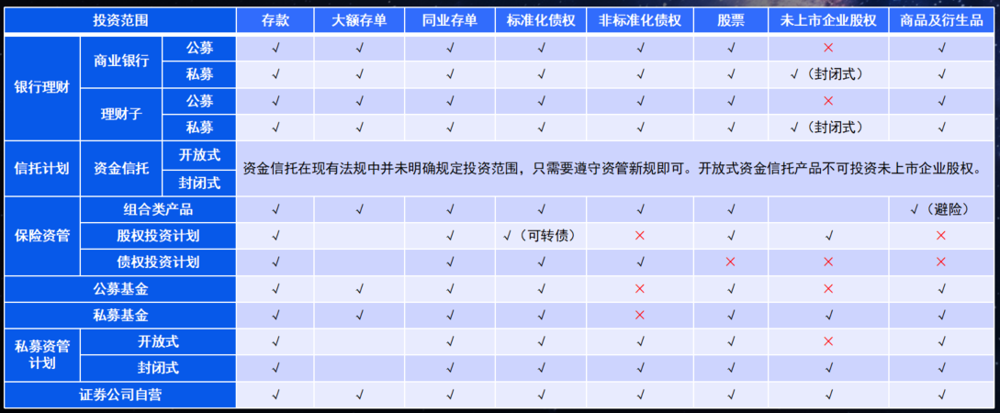 投资范围 存款 大额存单 同业存单 标准化债权 非标准化债权 股票 未上市企业股权 商品及衍生品
银行理财 商业银行 公募 √ √ √ √ √ √ × √
私募 √ √ √ √ √ √ √（封闭式） √
理财子 公募 √ √ √ √ √ √ × √
私募 √ √ √ √ √ √ √（封闭式） √
信托计划 资金信托 开放式 资金信托在现有法规中并未明确规定投资范围，只需要遵守资管新规即可。开放式资金信托产品不可投资未上市企业股权。
封闭式
保险资管 组合类产品 √ √ √ √ √ √ √（避险）
股权投资计划 √ √ √（可转债） × √ √ ×
债权投资计划 √ √ √ √ × × ×
公募基金 √ √ √ √ × √ × √
私募基金 √ √ √ √ × √ √ √
私募资管
计划
开放式 √ √ √ √ √ × √
封闭式 √ √ √ √ √ √ √
证券公司自营 √ √ √ √ √ √ √ √